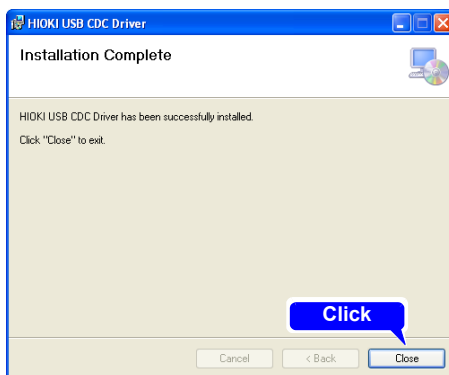 HIOKI USB CDC Driver
Installation Complete
HIOKI USB CDC Driver has been successfully installed.
Click "Close" to exit.
Click
Cancel
< Back
Close